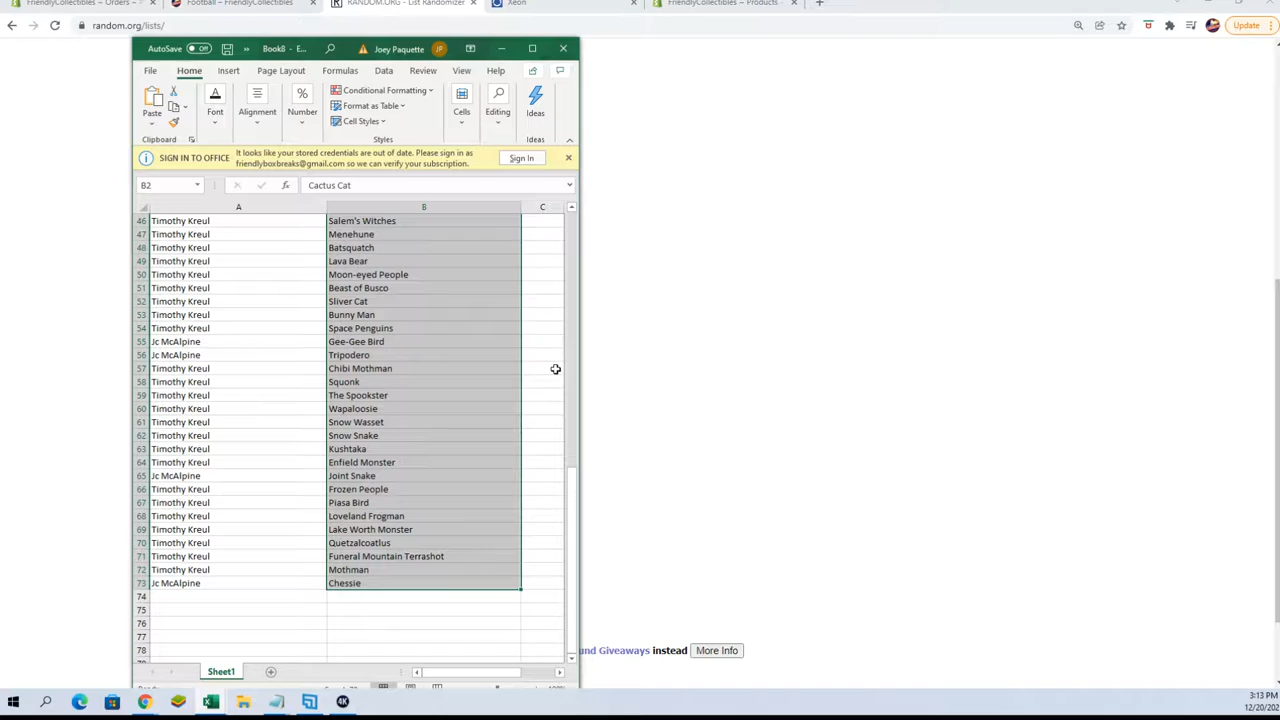 FriendlyCollectibles ~ Orders ~
Football – FriendlyCollectibles
RANDOM.ORG - List Randomizer
Xeon
FriendlyCollectibles ~ Products ~
random.org/lists/
Update
AutoSave Off
Book8 - E...
Joey Paquette JP
File Home Insert Page Layout Formulas Data Review View Help
Paste
Font
Alignment
Number
Conditional Formatting
Format as Table
Cell Styles
Cells
Editing
Ideas
Clipboard
Styles
Ideas
SIGN IN TO OFFICE
It looks like your stored credentials are out of date. Please sign in as
friendlyboxbreaks@gmail.com so we can verify your subscription.
Sign In
B2
Cactus Cat
A B C
46 Timothy Kreul Salem's Witches
47 Timothy Kreul Menehune
48 Timothy Kreul Batsquatch
49 Timothy Kreul Lava Bear
50 Timothy Kreul Moon-eyed People
51 Timothy Kreul Beast of Busco
52 Timothy Kreul Sliver Cat
53 Timothy Kreul Bunny Man
54 Timothy Kreul Space Penguins
55 Jc McAlpine Gee-Gee Bird
56 Jc McAlpine Tripodero
57 Timothy Kreul Chibi Mothman
58 Timothy Kreul Squonk
59 Timothy Kreul The Spookster
60 Timothy Kreul Wapaloosie
61 Timothy Kreul Snow Wasset
62 Timothy Kreul Snow Snake
63 Timothy Kreul Kushtaka
64 Timothy Kreul Enfield Monster
65 Jc McAlpine Joint Snake
66 Timothy Kreul Frozen People
67 Timothy Kreul Piasa Bird
68 Timothy Kreul Loveland Frogman
69 Timothy Kreul Lake Worth Monster
70 Timothy Kreul Quetzalcoatlus
71 Timothy Kreul Funeral Mountain Terrashot
72 Timothy Kreul Mothman
73 Jc McAlpine Chessie
74
75
76
77
78
und Giveaways instead More Info
Sheet1
4K
3:13 PM
12/20/202